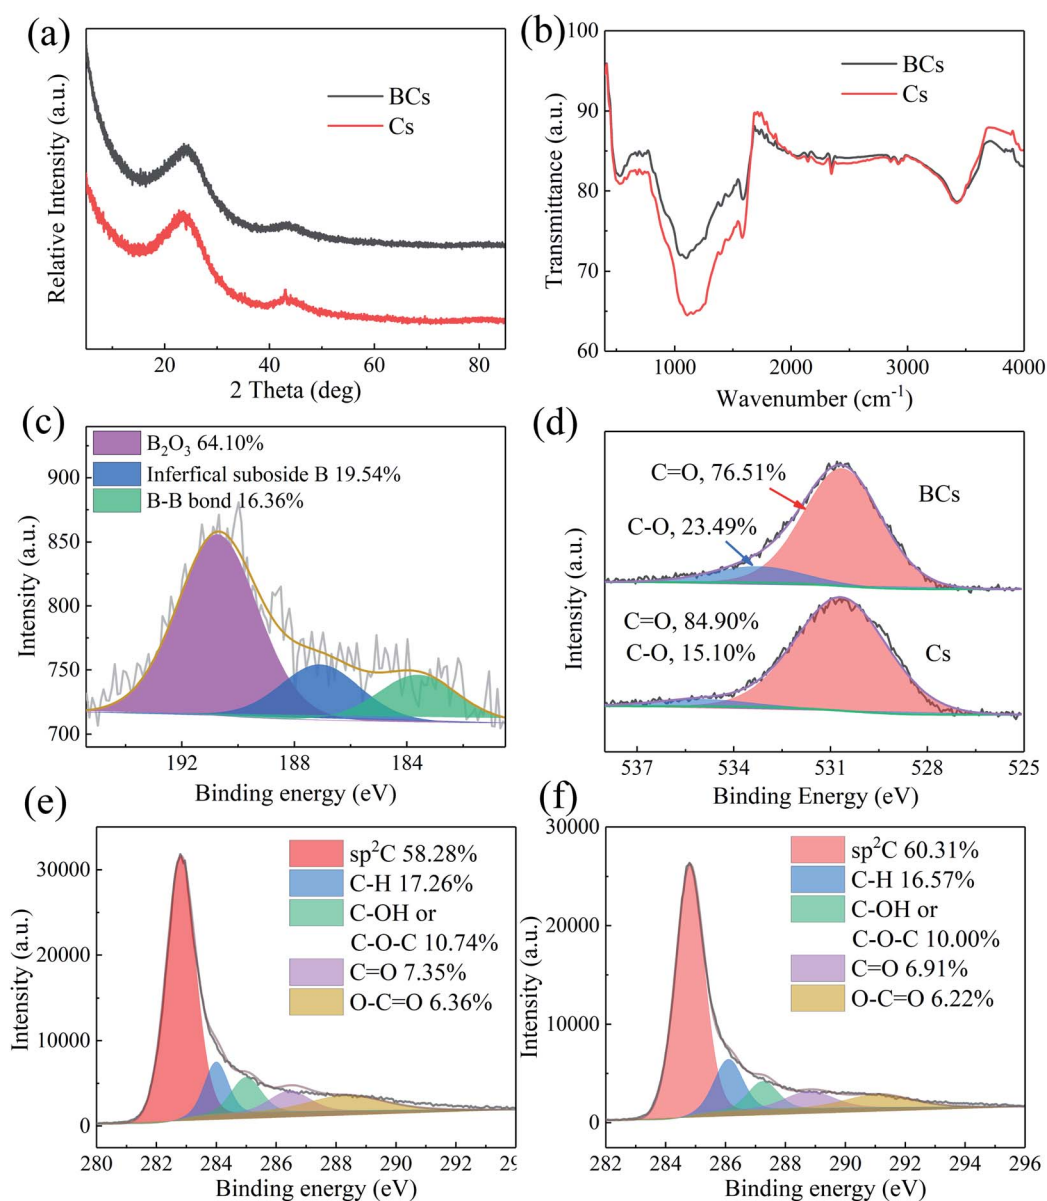 (a)
BCs
Cs
Relative Intensity (a.u.)
20 40 60 80
2 Theta (deg)
(b)
100
90
80
70
60
BCs
Cs
Transmittance (a.u.)
1000 2000 3000 4000
Wavenumber (cm⁻¹)
(c)
B₂O₃ 64.10%
Inferfical suboside B 19.54%
B-B bond 16.36%
900
850
800
750
700
Intensity (a.u.)
192 188 184
Binding energy (eV)
(d)
C=O, 76.51%
BCs
C-O, 23.49%
C=O, 84.90%
C-O, 15.10%
Cs
Intensity (a.u.)
537 534 531 528 525
Binding Energy (eV)
(e)
sp²C 58.28%
C-H 17.26%
C-OH or
C-O-C 10.74%
C=O 7.35%
O-C=O 6.36%
30000
20000
10000
0
Intensity (a.u.)
280 282 284 286 288 290 292 29
Binding energy (eV)
(f)
sp²C 60.31%
C-H 16.57%
C-OH or
C-O-C 10.00%
C=O 6.91%
O-C=O 6.22%
30000
20000
10000
0
Intensity (a.u.)
282 284 286 288 290 292 294 296
Binding energy (eV)